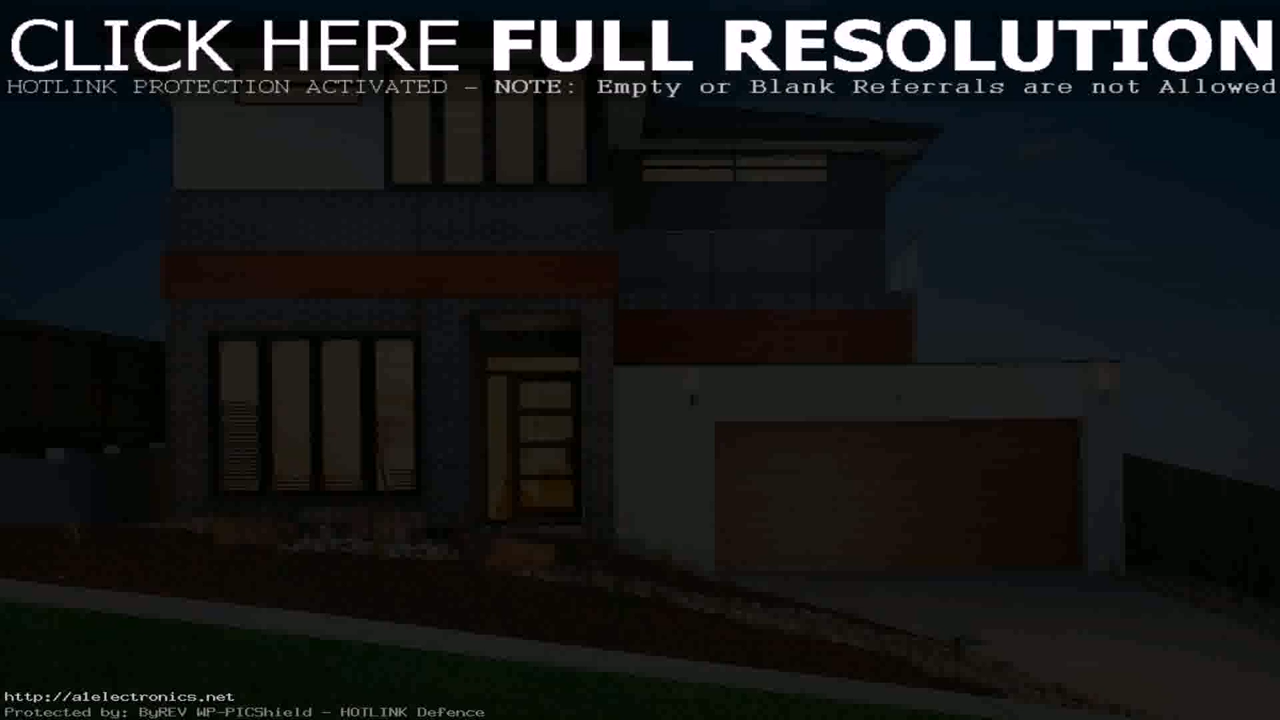 CLICK HERE FULL RESOLUTION
HOTLINK PROTECTION ACTIVATED - NOTE: Empty or Blank Referrals are not Allowed
http://a1electronics.net
Protected by: ByREV WP-PICShield - HOTLINK Defence